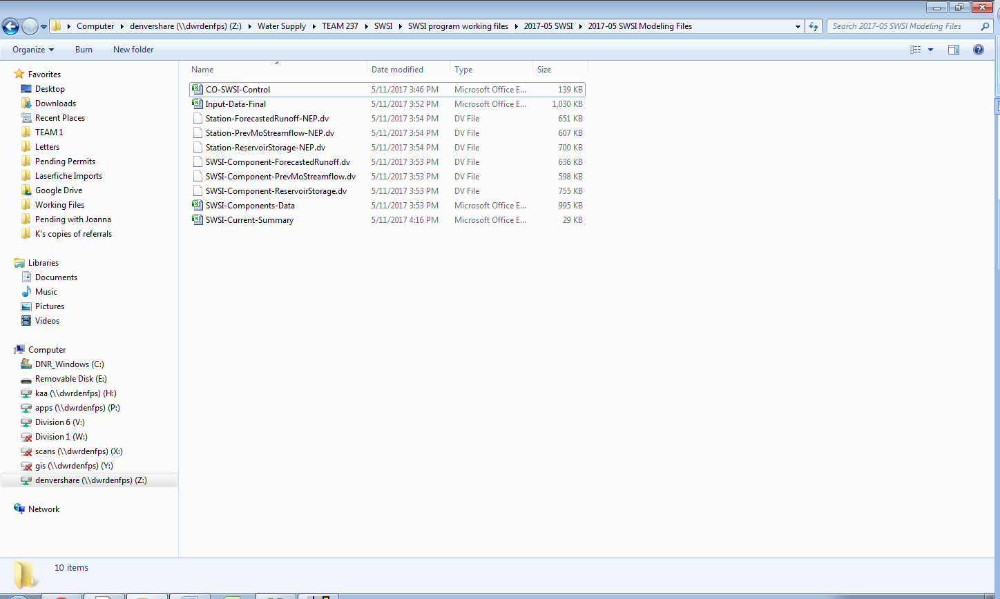 Computer ▸ denvershare (\\dwrdenfps) (Z:) ▸ Water Supply ▸ TEAM 237 ▸ SWSI ▸ SWSI program working files ▸ 2017-05 SWSI ▸ 2017-05 SWSI Modeling Files
Search 2017-05 SWSI Modeling Files
Organize Burn New folder
Favorites
Desktop
Downloads
Recent Places
TEAM 1
Letters
Pending Permits
Laserfiche Imports
Google Drive
Working Files
Pending with Joanna
K's copies of referrals
Libraries
Documents
Music
Pictures
Videos
Computer
DNR_Windows (C:)
Removable Disk (E:)
kaa (\\dwrdenfps) (H:)
apps (\\dwrdenfps) (P:)
Division 6 (V:)
Division 1 (W:)
scans (\\dwrdenfps) (X:)
gis (\\dwrdenfps) (Y:)
denvershare (\\dwrdenfps) (Z:)
Network
Name Date modified Type Size
CO-SWSI-Control 5/11/2017 3:46 PM Microsoft Office E... 139 KB
Input-Data-Final 5/11/2017 3:52 PM Microsoft Office E... 1,030 KB
Station-ForecastedRunoff-NEP.dv 5/11/2017 3:54 PM DV File 651 KB
Station-PrevMoStreamflow-NEP.dv 5/11/2017 3:54 PM DV File 607 KB
Station-ReservoirStorage-NEP.dv 5/11/2017 3:54 PM DV File 700 KB
SWSI-Component-ForecastedRunoff.dv 5/11/2017 3:53 PM DV File 636 KB
SWSI-Component-PrevMoStreamflow.dv 5/11/2017 3:53 PM DV File 598 KB
SWSI-Component-ReservoirStorage.dv 5/11/2017 3:53 PM DV File 755 KB
SWSI-Components-Data 5/11/2017 3:53 PM Microsoft Office E... 995 KB
SWSI-Current-Summary 5/11/2017 4:16 PM Microsoft Office E... 29 KB
10 items